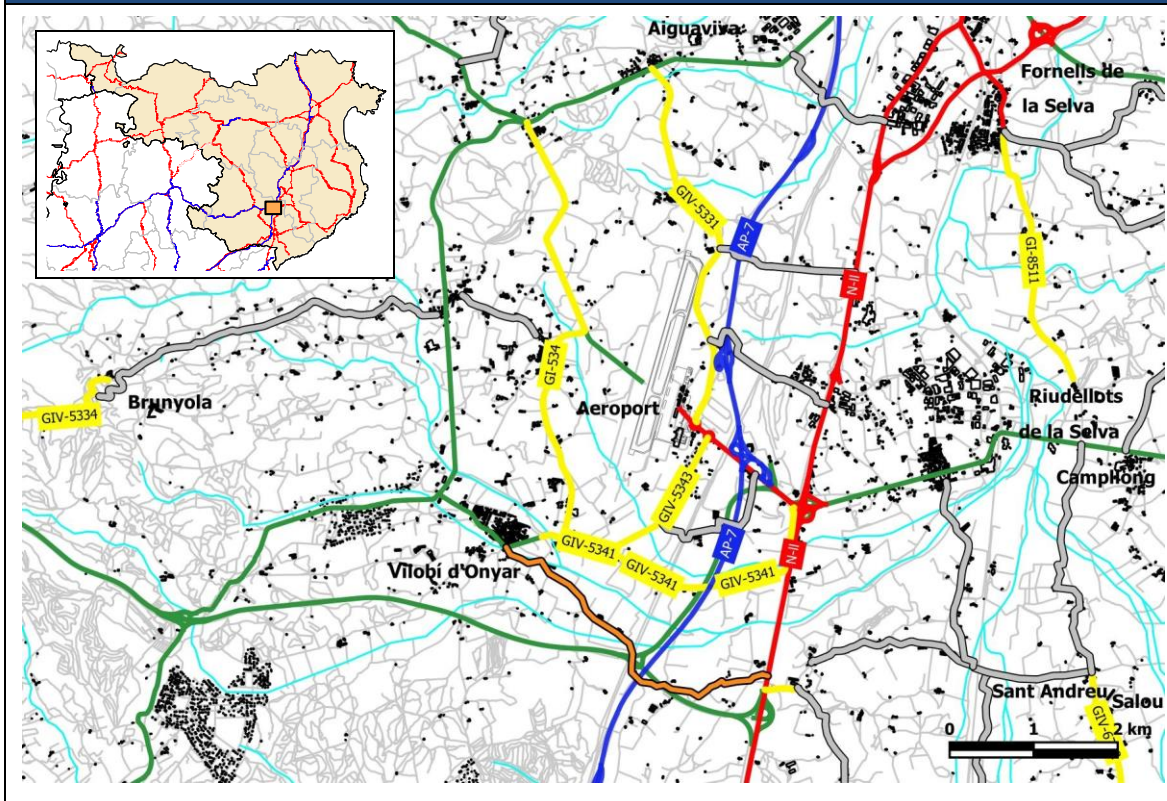 Aiguaviva
Fornells de
la Selva
GIV-5331
AP-7
N-II
GI-8511
GI-534
Brunyola
GIV-5334
Aeroport
Riudellots
de la Selva
Campllong
GIV-5343
GIV-5341
GIV-5341
GIV-5341
AP-7
N-II
Vilobí d'Onyar
Sant Andreu Salou
GIV-6
0 1 2 km